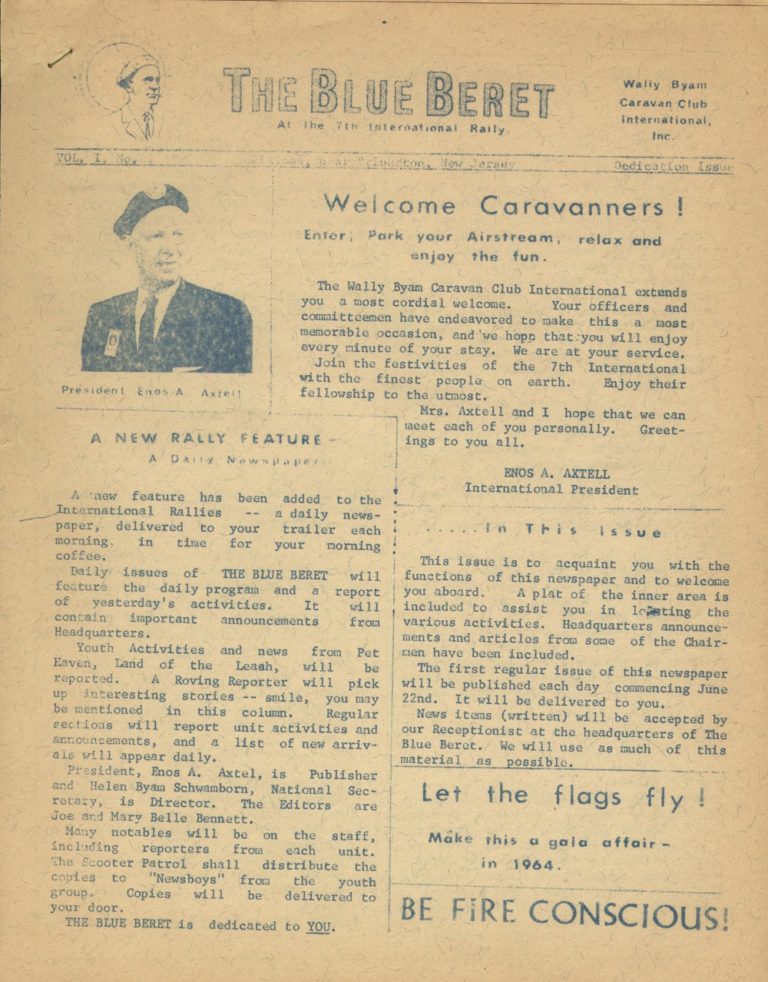 THE BLUE BERET
At the 7th International Rally
Wally Byam
Caravan Club
International,
Inc.
VOL. I. No.
near Princeton, New Jersey
Dedication Issue
President Enos A. Axtell
Welcome Caravanners!
Enter, Park your Airstream, relax and
enjoy the fun.
The Wally Byam Caravan Club International extends
you a most cordial welcome. Your officers and
committeemen have endeavored to make this a most
memorable occasion, and we hope that you will enjoy
every minute of your stay. We are at your service.
Join the festivities of the 7th International
with the finest people on earth. Enjoy their
fellowship to the utmost.
Mrs. Axtell and I hope that we can
meet each of you personally. Greet-
ings to you all.
ENOS A. AXTELL
International President
A NEW RALLY FEATURE -
A Daily Newspaper
A new feature has been added to the
International Rallies -- a daily news-
paper, delivered to your trailer each
morning. in time for your morning
coffee.
Daily issues of THE BLUE BERET will
feature the daily program and a report
of yesterday's activities. It will
contain important announcements from
Headquarters.
Youth Activities and news from Pet
Haven, Land of the Leash, will be
reported. A Roving Reporter will pick
up interesting stories -- smile, you may
be mentioned in this column. Regular
sections will report unit activities and
announcements, and a list of new arriv-
als will appear daily.
President, Enos A. Axtel, is Publisher
and Helen Byam Schwamborn, National Sec-
retary, is Director. The Editors are
Joe and Mary Belle Bennett.
Many notables will be on the staff,
including reporters from each unit.
The Scooter Patrol shall distribute the
copies to "Newsboys" from the youth
group. Copies will be delivered to
your door.
THE BLUE BERET is dedicated to YOU.
.....In This Issue
This issue is to acquaint you with the
functions of this newspaper and to welcome
you aboard. A plat of the inner area is
included to assist you in locating the
various activities. Headquarters announce-
ments and articles from some of the Chair-
men have been included.
The first regular issue of this newspaper
will be published each day commencing June
22nd. It will be delivered to you.
News items (written) will be accepted by
our Receptionist at the headquarters of The
Blue Beret. We will use as much of this
material as possible.
Let the flags fly!
Make this a gala affair -
in 1964.
BE FIRE CONSCIOUS!